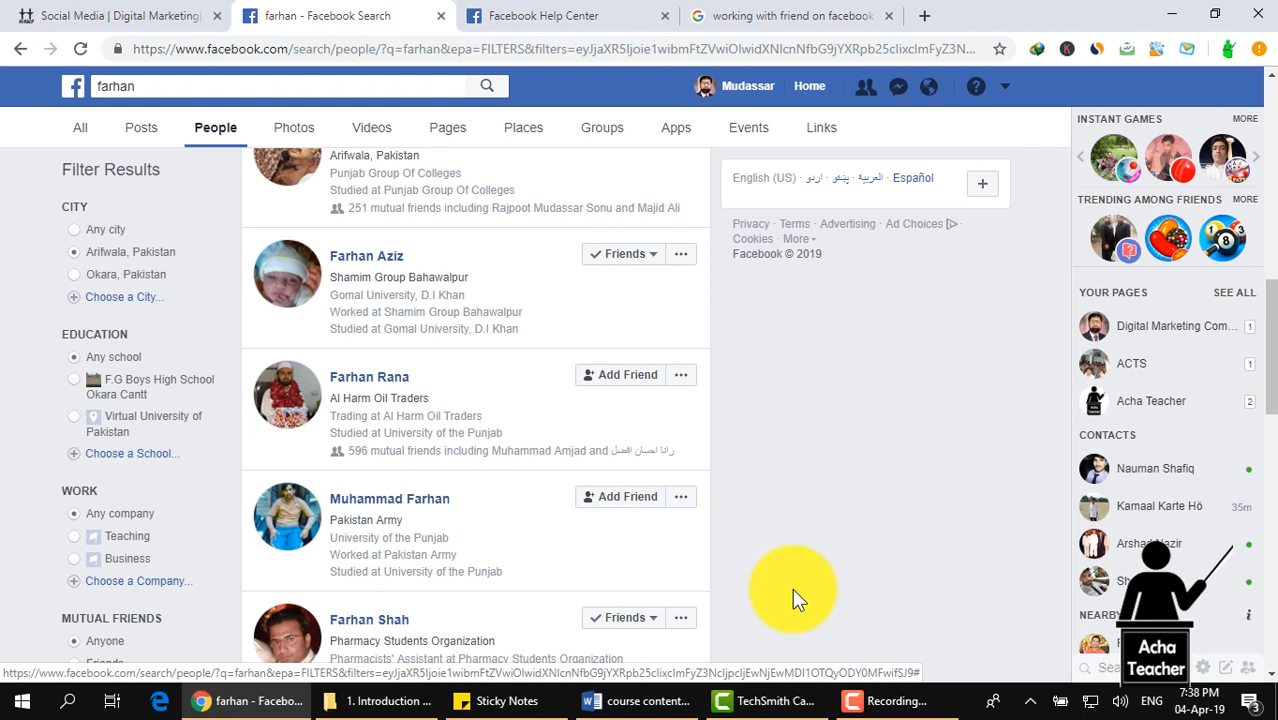 Social Media | Digital Marketing|
farhan - Facebook Search
Facebook Help Center
working with friend on facebook
https://www.facebook.com/search/people/?q=farhan&epa=FILTERS&filters=eyJjaXR5Ijoie1wibmFtZVwiOlwidXNlcnNfbG9jYXRpb25cIixcImFyZ3N...
farhan
Mudassar
Home
All
Posts
People
Photos
Videos
Pages
Places
Groups
Apps
Events
Links
Filter Results
CITY
Any city
Arifwala, Pakistan
Okara, Pakistan
Choose a City...
EDUCATION
Any school
F.G Boys High School
Okara Cantt
Virtual University of
Pakistan
Choose a School...
WORK
Any company
Teaching
Business
Choose a Company...
MUTUAL FRIENDS
Anyone
Arifwala, Pakistan
Punjab Group Of Colleges
Studied at Punjab Group Of Colleges
251 mutual friends including Rajpoot Mudassar Sonu and Majid Ali
Farhan Aziz
Friends
Shamim Group Bahawalpur
Gomal University, D.I Khan
Worked at Shamim Group Bahawalpur
Studied at Gomal University, D.I Khan
Farhan Rana
Add Friend
Al Harm Oil Traders
Trading at Al Harm Oil Traders
Studied at University of the Punjab
596 mutual friends including Muhammad Amjad and رانا احسان افضل
Muhammad Farhan
Add Friend
Pakistan Army
University of the Punjab
Worked at Pakistan Army
Studied at University of the Punjab
Farhan Shah
Friends
Pharmacy Students Organization
Pharmacists' Assistant at Pharmacy Students Organization
English (US) · اردو · پښتو · العربية · Español
Privacy · Terms · Advertising · Ad Choices ·
Cookies · More
Facebook © 2019
INSTANT GAMES
MORE
TRENDING AMONG FRIENDS
MORE
YOUR PAGES
SEE ALL
Digital Marketing Com...
1
ACTS
1
Acha Teacher
2
CONTACTS
Nauman Shafiq
Kamaal Karte Hö
35m
Arshad Nazir
NEARBY
Acha
Teacher
farhan - Facebo...
1. Introduction ...
Sticky Notes
course content...
TechSmith Ca...
Recording...
ENG
7:38 PM
04-Apr-19
3